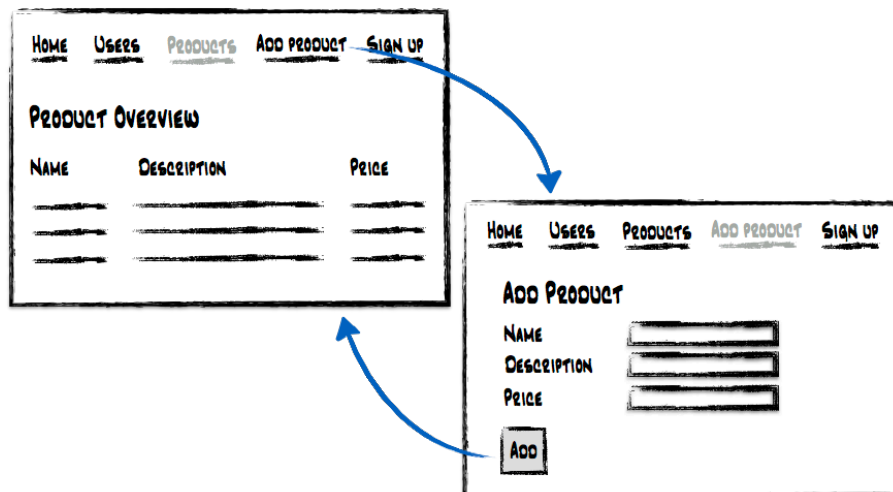 Home Users Products Add product Sign up
Product Overview
Name Description Price
Home Users Products Add product Sign up
Add Product
Name
Description
Price
Add